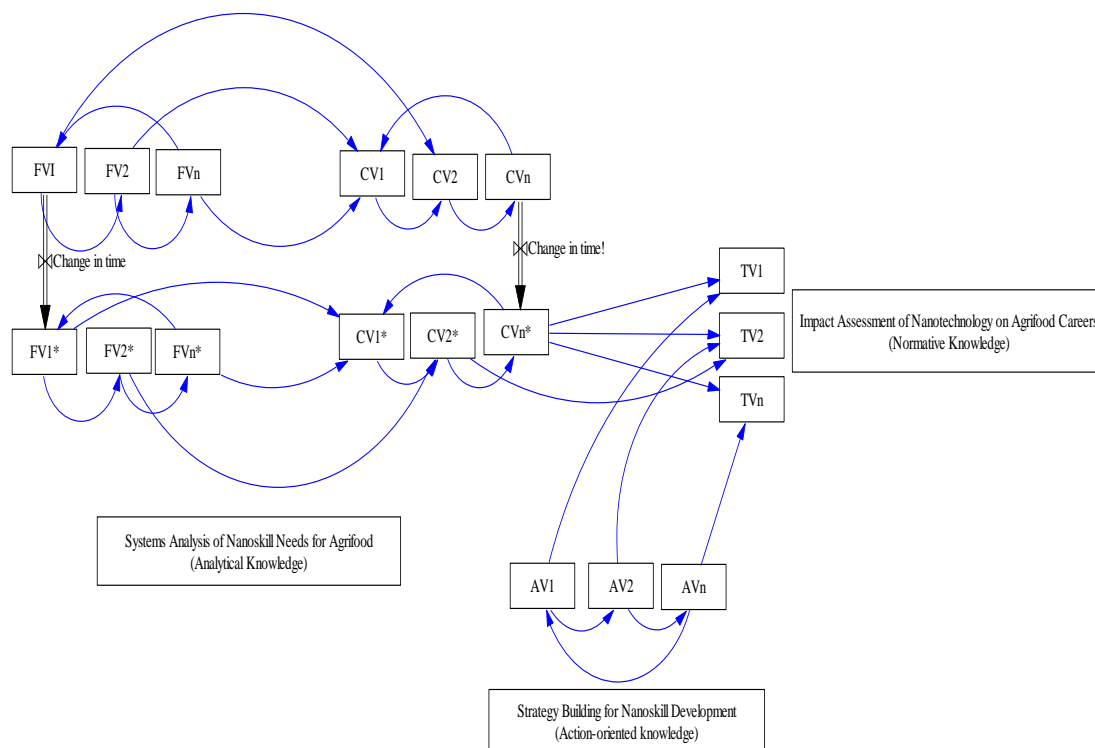 FVI
FV2
FVn
CV1
CV2
CVn
Change in time
Change in time!
FV1*
FV2*
FVn*
CV1*
CV2*
CVn*
TV1
TV2
TVn
Impact Assessment of Nanotechnology on Agrifood Careers
(Normative Knowledge)
Systems Analysis of Nanoskill Needs for Agrifood
(Analytical Knowledge)
AV1
AV2
AVn
Strategy Building for Nanoskill Development
(Action-oriented knowledge)